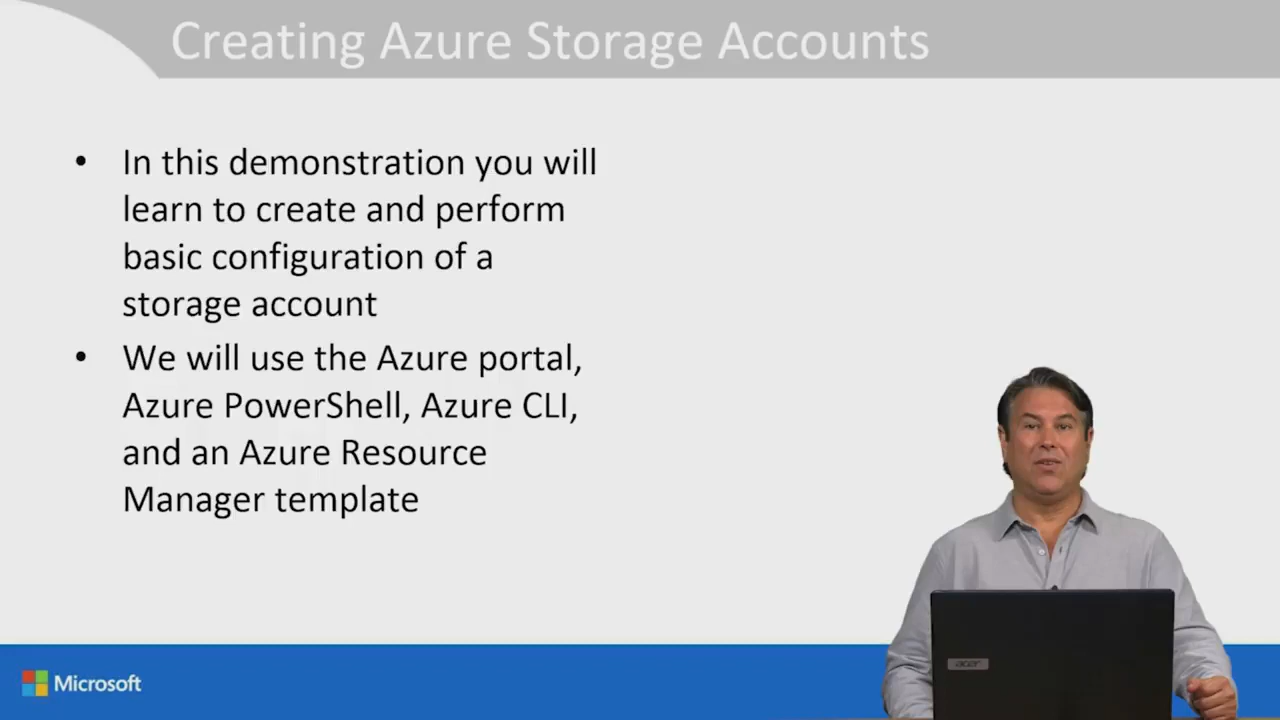 Creating Azure Storage Accounts
• In this demonstration you will
learn to create and perform
basic configuration of a
storage account
• We will use the Azure portal,
Azure PowerShell, Azure CLI,
and an Azure Resource
Manager template
acer
Microsoft